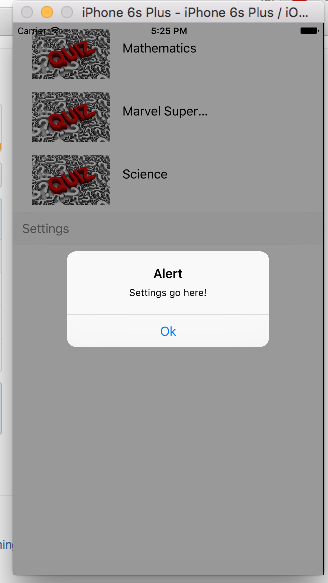 iPhone 6s Plus - iPhone 6s Plus / iO...
Carrier 5:25 PM
QUIZ
Mathematics
QUIZ
Marvel Super...
QUIZ
Science
Settings
Alert
Settings go here!
Ok